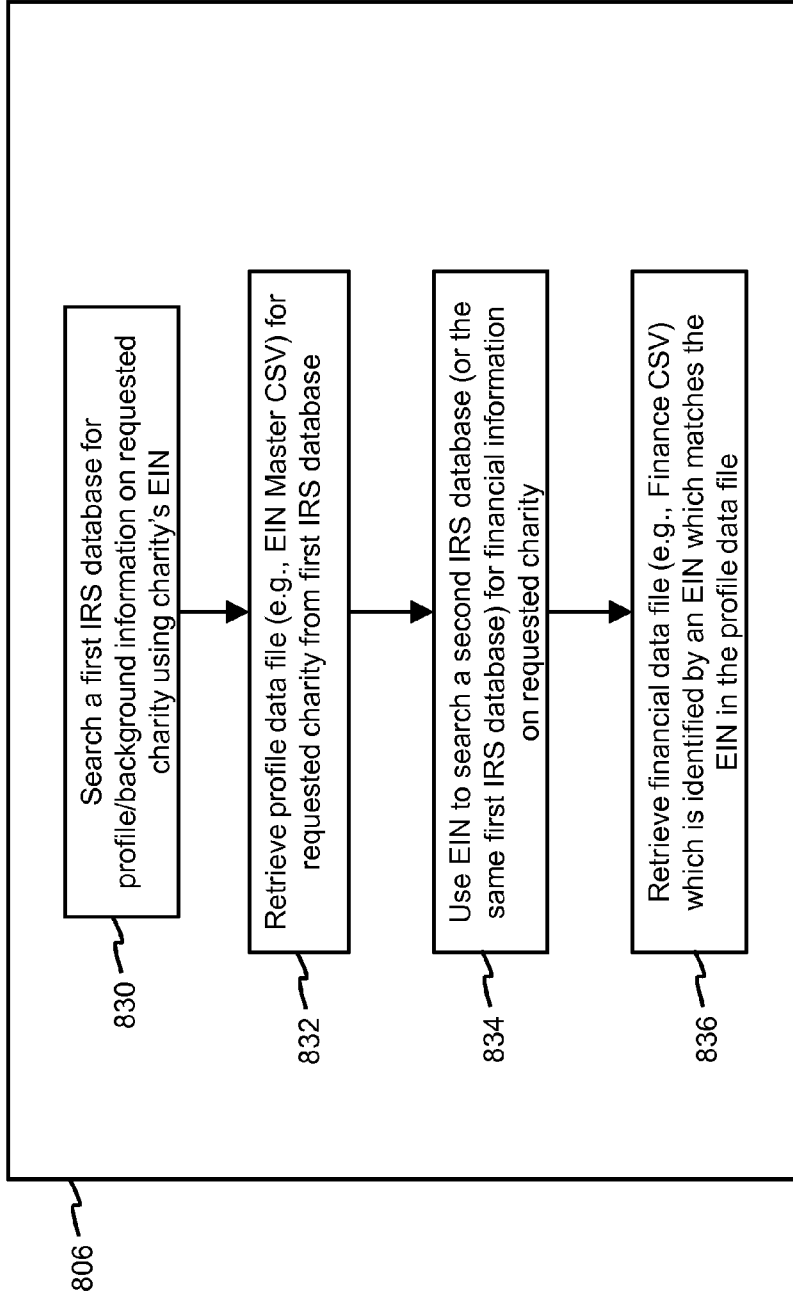 806
830
Search a first IRS database for
profile/background information on requested
charity using charity's EIN
832
Retrieve profile data file (e.g., EIN Master CSV) for
requested charity from first IRS database
834
Use EIN to search a second IRS database (or the
same first IRS database) for financial information
on requested charity
836
Retrieve financial data file (e.g., Finance CSV)
which is identified by an EIN which matches the
EIN in the profile data file